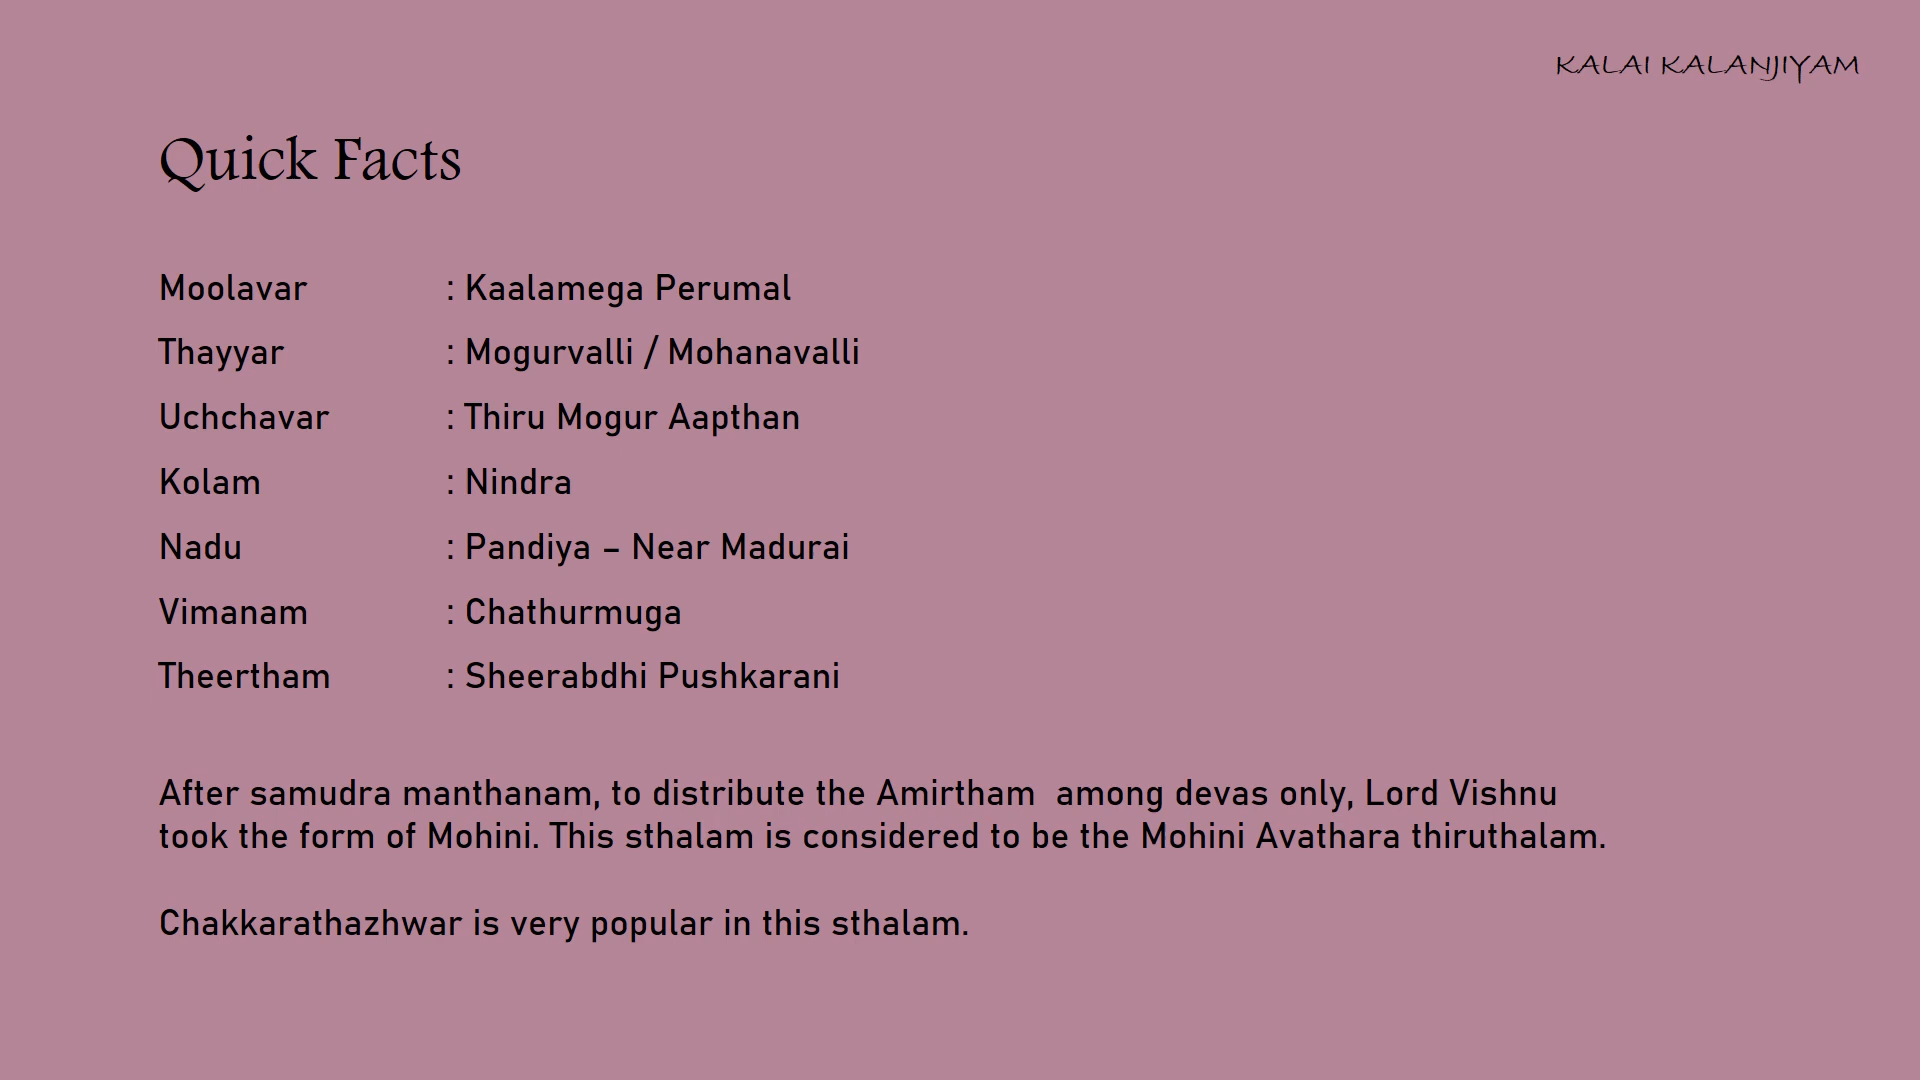 KALAI KALANJIYAM
Quick Facts
Moolavar : Kaalamega Perumal
Thayyar : Mogurvalli / Mohanavalli
Uchchavar : Thiru Mogur Aapthan
Kolam : Nindra
Nadu : Pandiya – Near Madurai
Vimanam : Chathurmuga
Theertham : Sheerabdhi Pushkarani
After samudra manthanam, to distribute the Amirtham  among devas only, Lord Vishnu
took the form of Mohini. This sthalam is considered to be the Mohini Avathara thiruthalam.
Chakkarathazhwar is very popular in this sthalam.